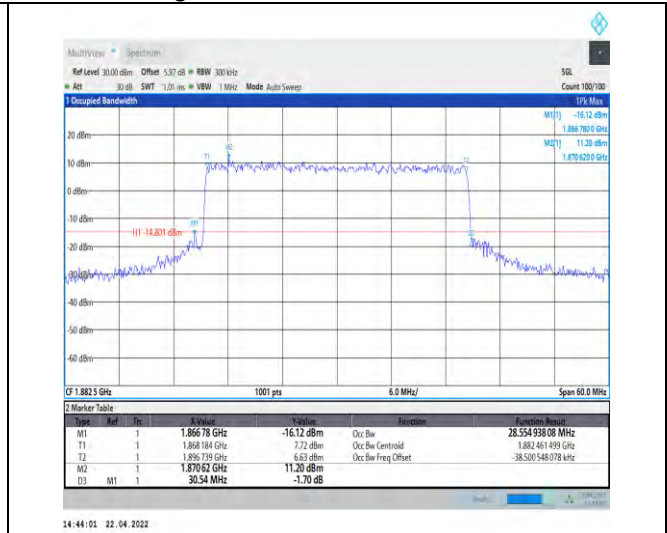 MultiView Spectrum
Ref Level 30.00 dBm Offset 5.97 dB RBW 300 kHz SGL
Att 30 dB SWT 1.01 ms VBW 1 MHz Mode Auto Sweep Count 100/100
1 Occupied Bandwidth 1Pk Max
M1[1] -16.12 dBm
1.866 780 0 GHz
M2[1] 11.20 dBm
1.870 620 0 GHz
20 dBm
T1 M2 T2
10 dBm
0 dBm
-10 dBm
H1 -14.801 dBm
-20 dBm
-40 dBm
-50 dBm
-60 dBm
CF 1.882 5 GHz 1001 pts 6.0 MHz/ Span 60.0 MHz
2 Marker Table
Type Ref Trc X-Value Y-Value Function Function Result
M1 1 1.866 78 GHz -16.12 dBm Occ Bw 28.554 938 08 MHz
T1 1 1.868 184 GHz 7.72 dBm Occ Bw Centroid 1.882 461 499 GHz
T2 1 1.896 739 GHz 6.63 dBm Occ Bw Freq Offset -38.500 548 078 kHz
M2 1 1.870 62 GHz 11.20 dBm
D3 M1 1 30.54 MHz -1.70 dB
14:44:01 22.04.2022